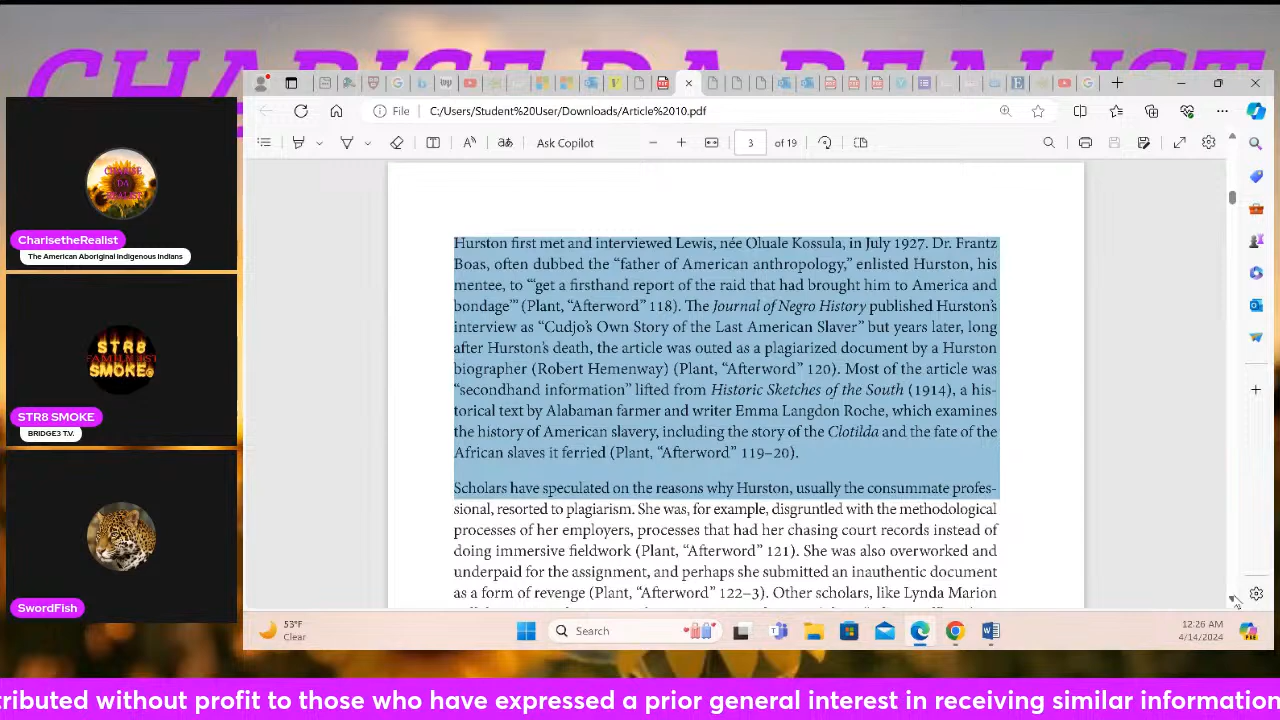 CHARISE DA REALIST
File
C:/Users/Student%20User/Downloads/Article%2010.pdf
Ask Copilot
3
of 19
Hurston first met and interviewed Lewis, née Oluale Kossula, in July 1927. Dr. Frantz
Boas, often dubbed the “father of American anthropology,” enlisted Hurston, his
mentee, to “‘get a firsthand report of the raid that had brought him to America and
bondage’” (Plant, “Afterword” 118). The Journal of Negro History published Hurston’s
interview as “Cudjo’s Own Story of the Last American Slaver” but years later, long
after Hurston’s death, the article was outed as a plagiarized document by a Hurston
biographer (Robert Hemenway) (Plant, “Afterword” 120). Most of the article was
“secondhand information” lifted from Historic Sketches of the South (1914), a his-
torical text by Alabaman farmer and writer Emma Langdon Roche, which examines
the story of American slavery, including the story of the Clotilda and the fate of the
African slaves it ferried (Plant, “Afterword” 119–20).
Scholars have speculated on the reasons why Hurston, usually the consummate profes-
sional, resorted to plagiarism. She was, for example, disgruntled with the methodological
processes of her employers, processes that had her chasing court records instead of
doing immersive fieldwork (Plant, “Afterword” 121). She was also overworked and
underpaid for the assignment, and perhaps she submitted an inauthentic document
as a form of revenge (Plant, “Afterword” 122–3). Other scholars, like Lynda Marion
CHARISE
DA
REALIST
CharisetheRealist
The American Aboriginal Indigenous Indians
STR8
SMOKE
STR8 SMOKE
BRIDGE3 T.V.
SwordFish
53°F
Clear
Search
12:26 AM
4/14/2024
tributed without profit to those who have expressed a prior general interest in receiving similar information